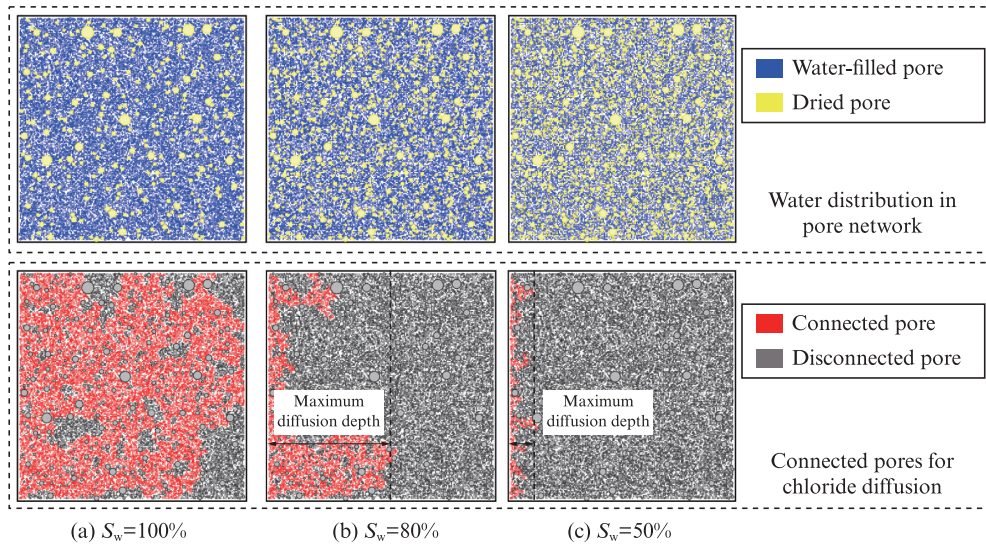 Water-filled pore
Dried pore
Water distribution in
pore network
Connected pore
Disconnected pore
Maximum
diffusion depth
Maximum
diffusion depth
Connected pores for
chloride diffusion
(a) Sw=100%
(b) Sw=80%
(c) Sw=50%